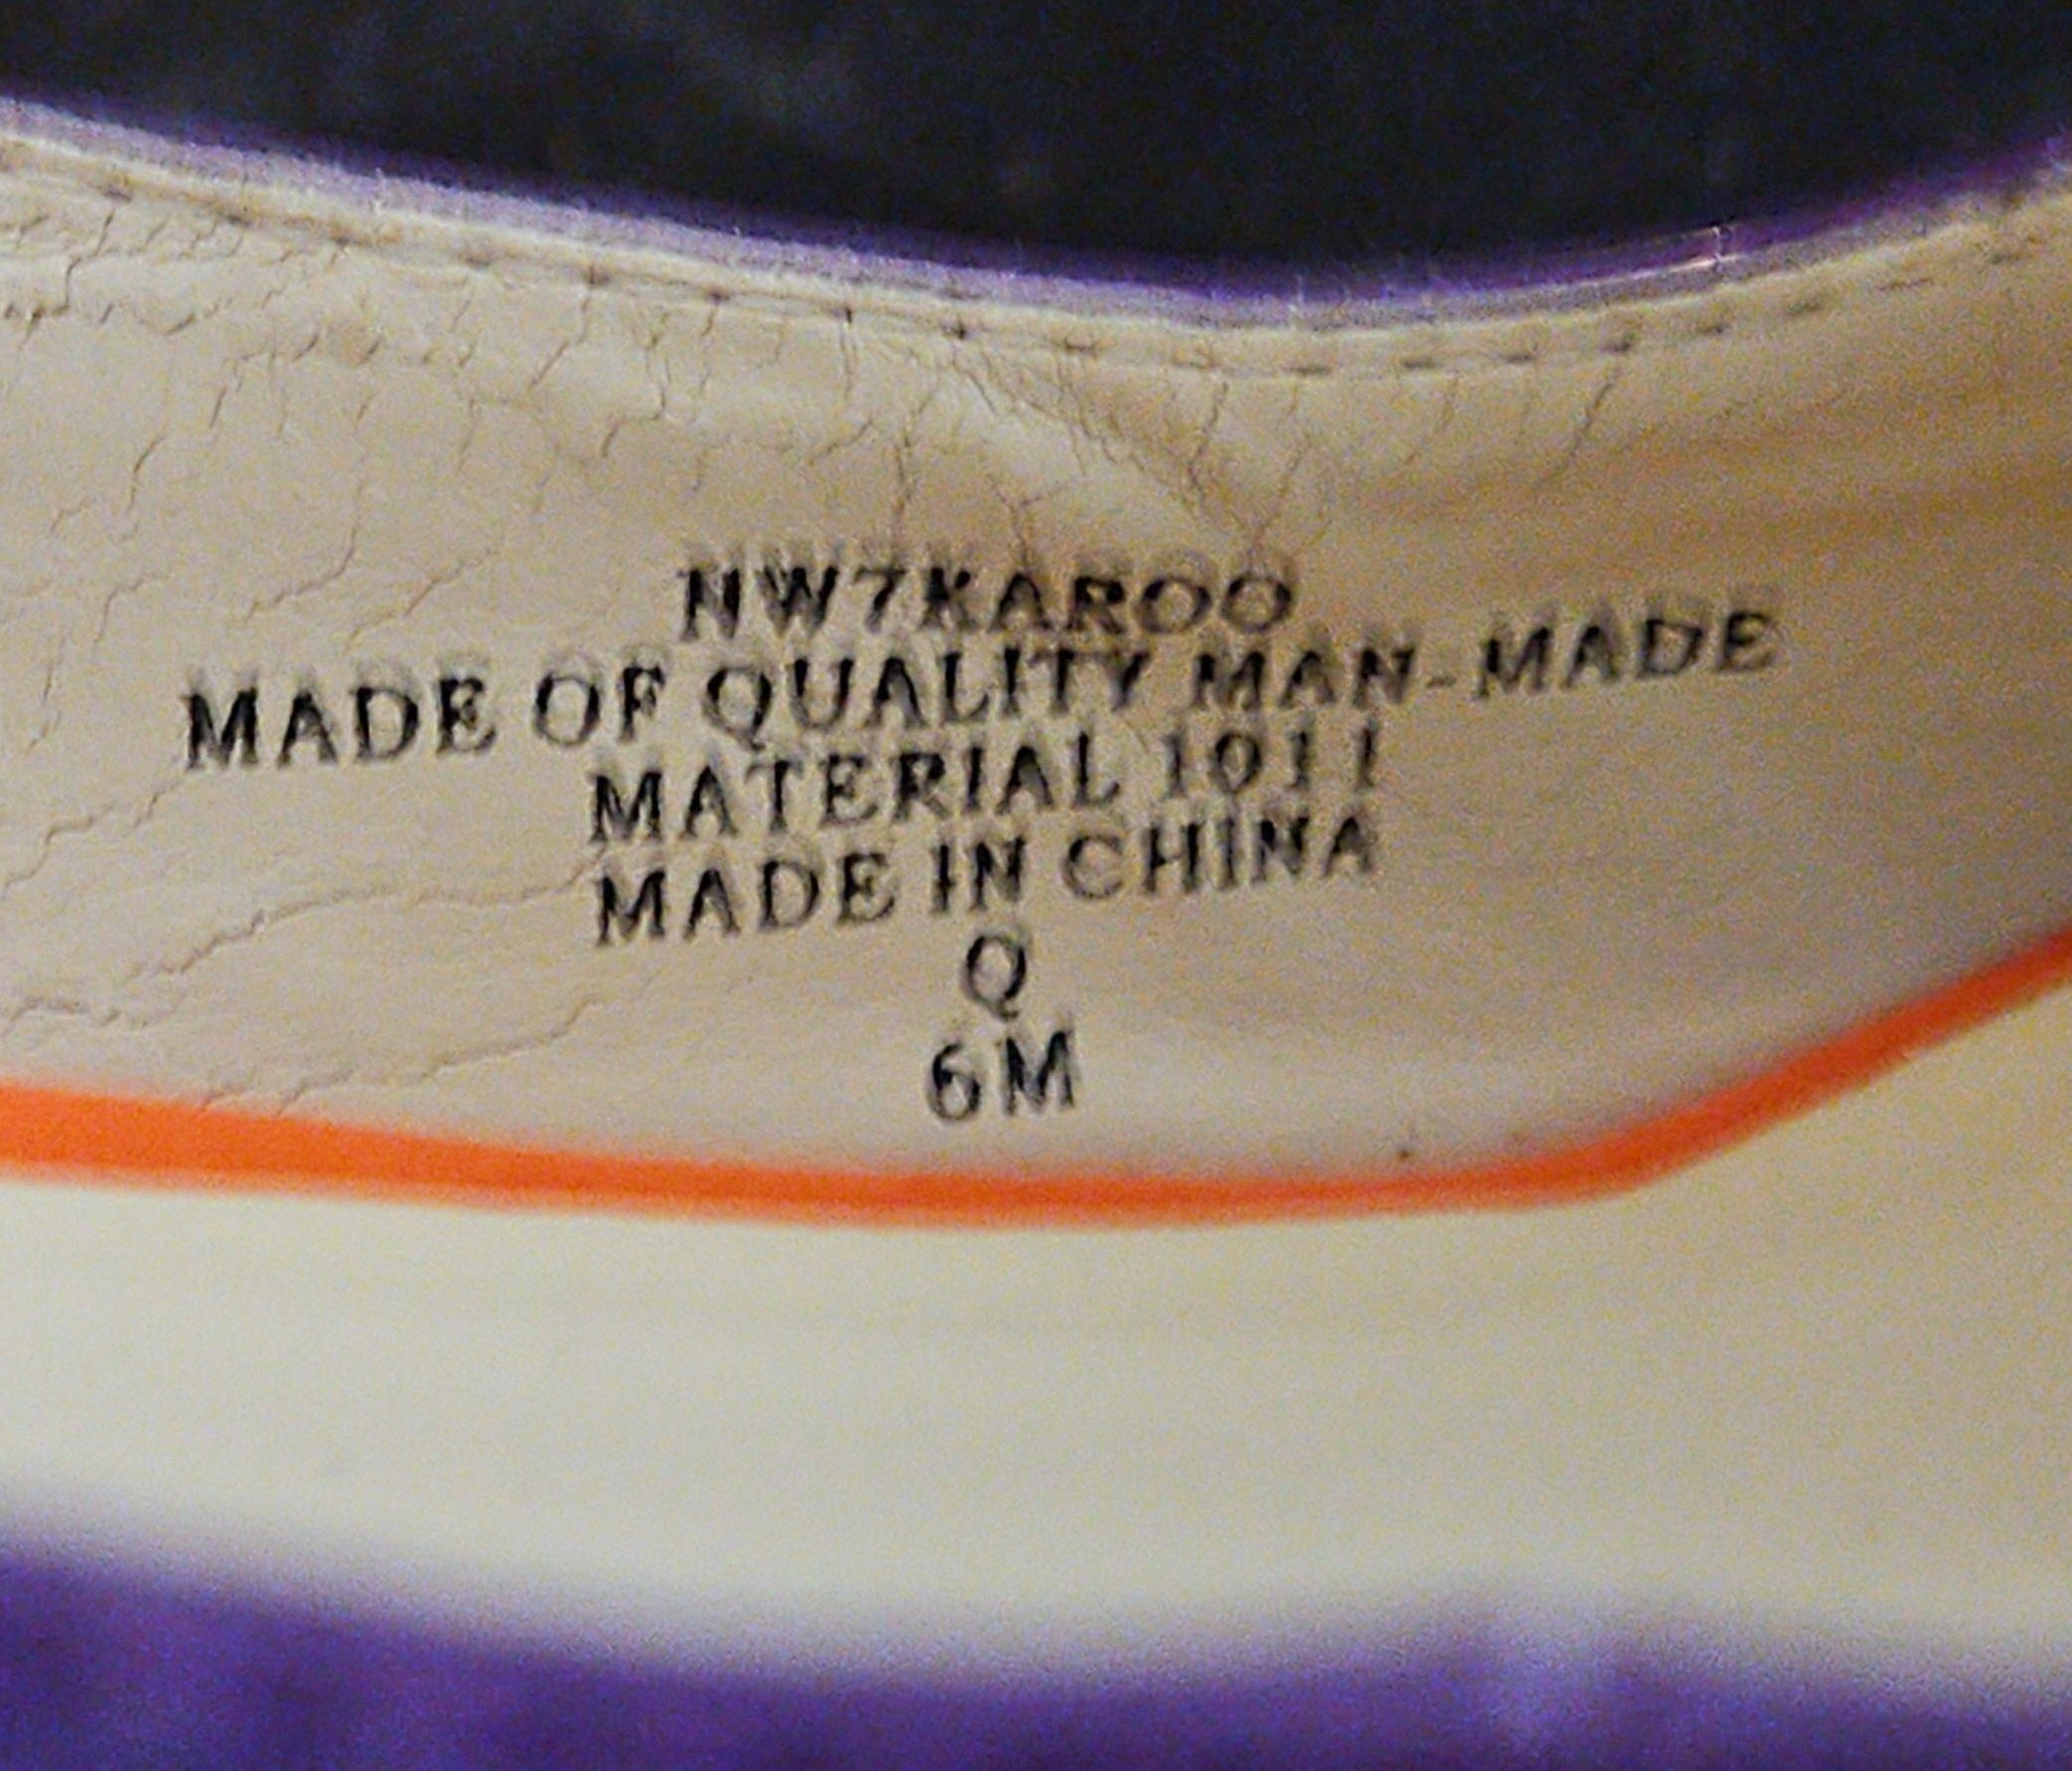 NW7KAROO
MADE OF QUALITY MAN-MADE
MATERIAL 1011
MADE IN CHINA
Q
6M